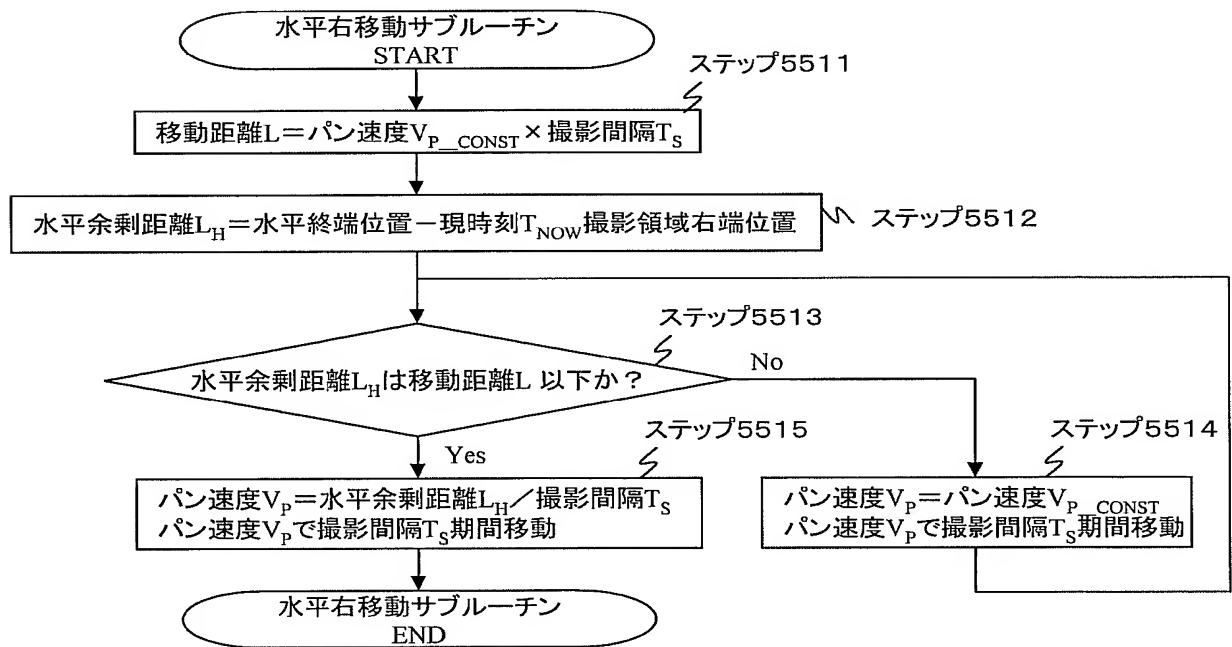 水平右移動サブルーチン
START
ステップ5511
移動距離L＝パン速度V_P_CONST×撮影間隔T_S
水平余剰距離L_H＝水平終端位置－現時刻T_NOW撮影領域右端位置
ステップ5512
ステップ5513
水平余剰距離L_Hは移動距離L 以下か？
No
Yes
ステップ5515
パン速度V_P＝水平余剰距離L_H／撮影間隔T_S
パン速度V_Pで撮影間隔T_S期間移動
ステップ5514
パン速度V_P＝パン速度V_P_CONST
パン速度V_Pで撮影間隔T_S期間移動
水平右移動サブルーチン
END